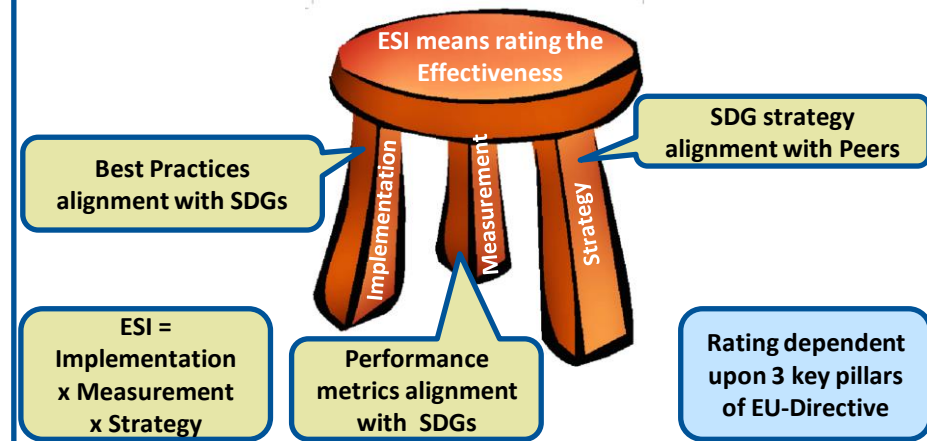 ESI means rating the
Effectiveness
SDG strategy
alignment with Peers
Best Practices
alignment with SDGs
Implementation
Measurement
Strategy
ESI =
Implementation
x Measurement
x Strategy
Performance
metrics alignment
with SDGs
Rating dependent
upon 3 key pillars
of EU-Directive